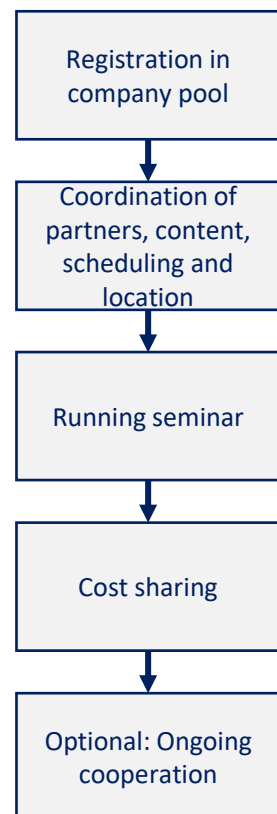 Registration in
company pool
Coordination of
partners, content,
scheduling and
location
Running seminar
Cost sharing
Optional: Ongoing
cooperation